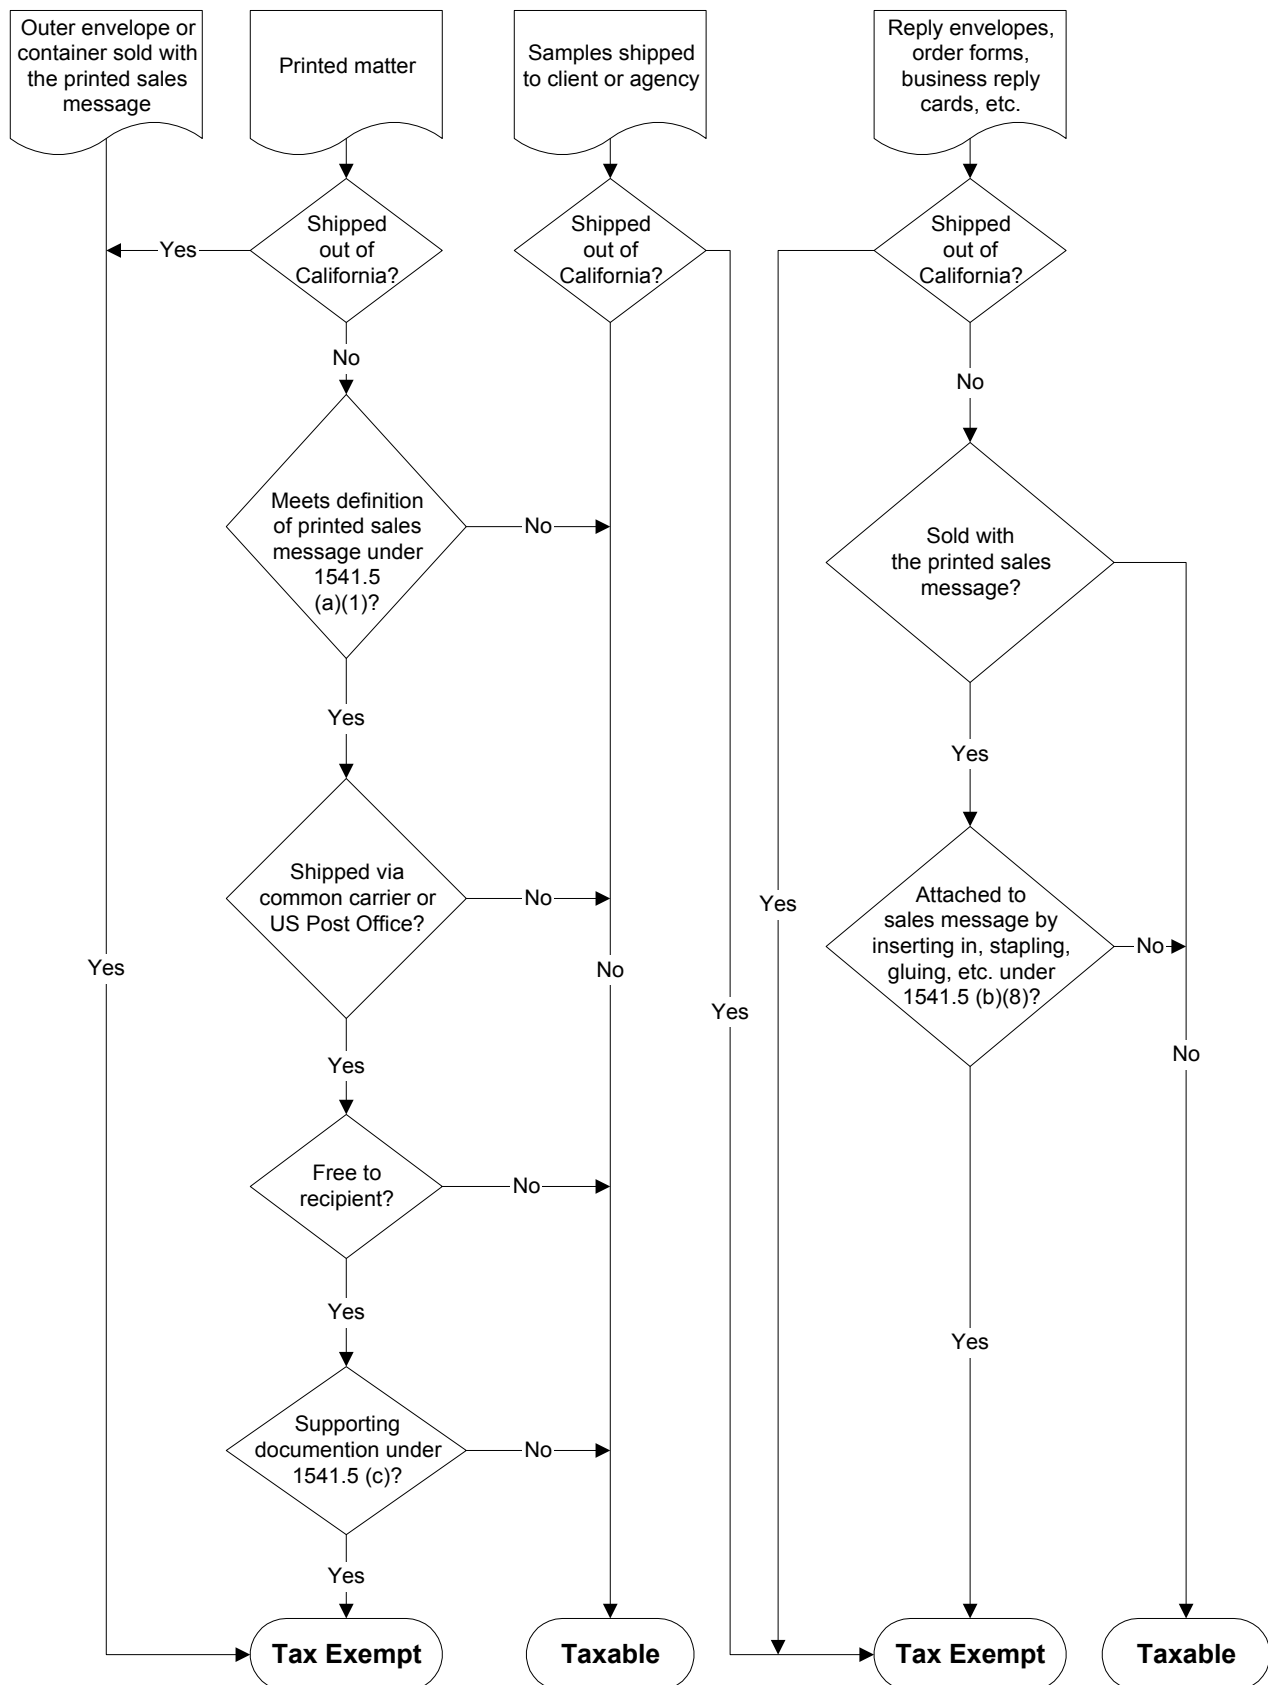 Outer envelope or
container sold with
the printed sales
message
Printed matter
Samples shipped
to client or agency
Reply envelopes,
order forms,
business reply
cards, etc.
Shipped
out of
California?
Shipped
out of
California?
Shipped
out of
California?
Yes
No
No
Meets definition
of printed sales
message under
1541.5
(a)(1)?
No
Sold with
the printed sales
message?
Yes
Yes
Shipped via
common carrier or
US Post Office?
No
Yes
Attached to
sales message by
inserting in, stapling,
gluing, etc. under
1541.5 (b)(8)?
No
Yes
No
Yes
No
Yes
Free to
recipient?
No
Yes
Yes
Supporting
documention under
1541.5 (c)?
No
Yes
Tax Exempt
Taxable
Tax Exempt
Taxable